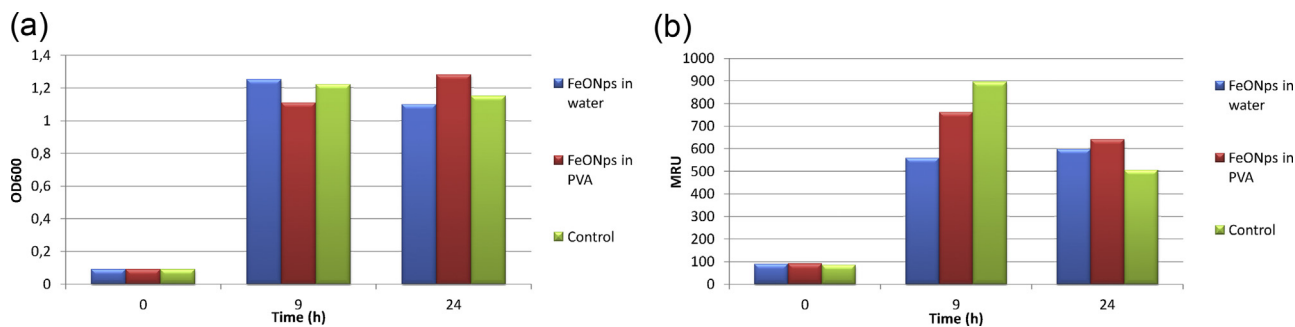 (a)
1,4
1,2
1
0,8
0,6
0,4
0,2
0
OD600
0 9 24
Time (h)
FeONps in
water
FeONps in
PVA
Control
(b)
1000
900
800
700
600
500
400
300
200
100
0
MRU
0 9 24
Time (h)
FeONps in
water
FeONps in
PVA
Control